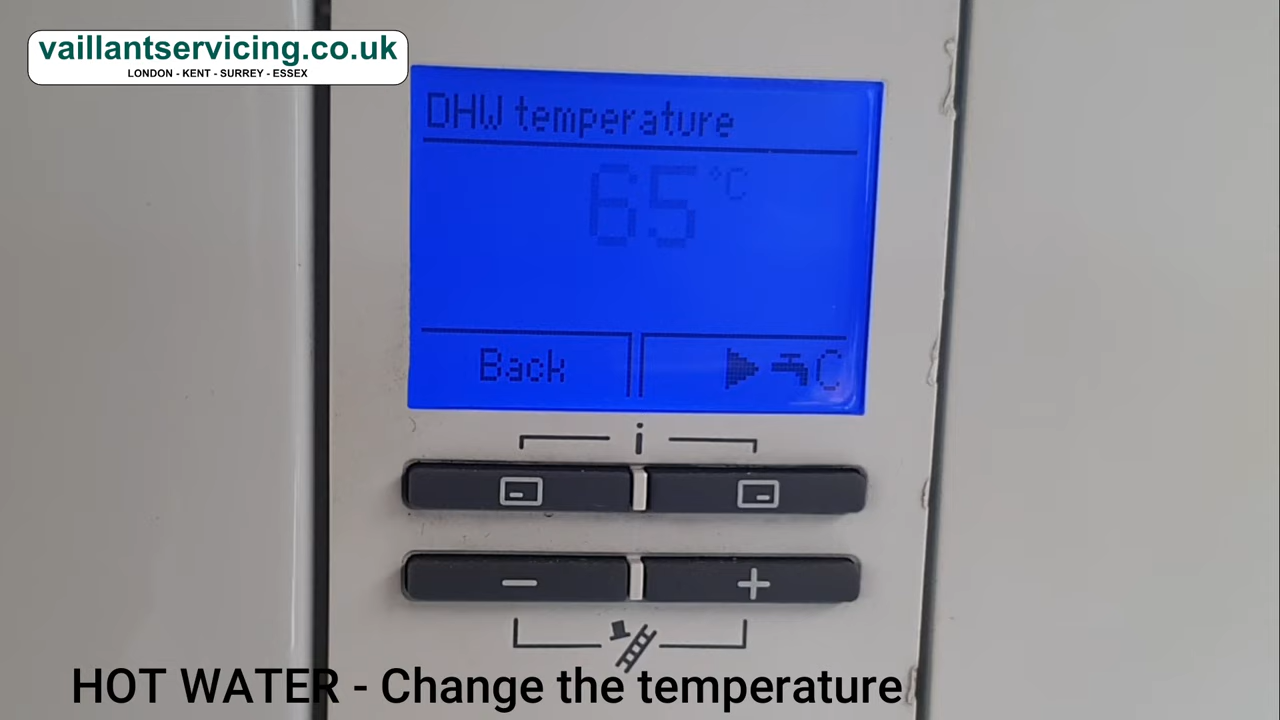 vaillantservicing.co.uk
LONDON - KENT - SURREY - ESSEX
DHW temperature
65 °C
Back
C
i
- +
HOT WATER - Change the temperature